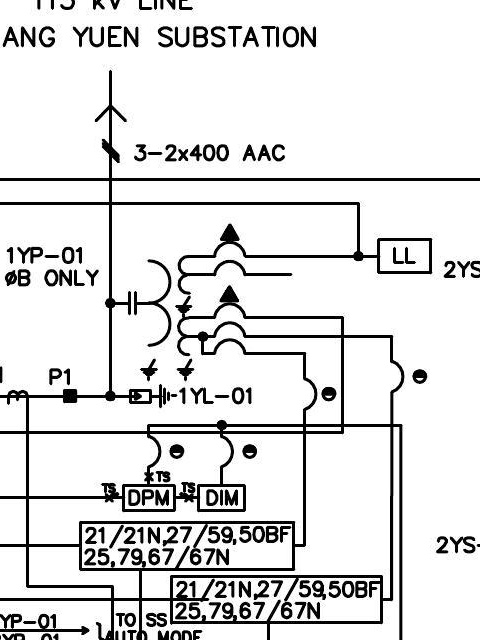 115 kV LINE
ANG YUEN SUBSTATION
3-2x400 AAC
1YP-01
ØB ONLY
LL
2YS
P1
1YL-01
TS
TS
TS
DPM
DIM
21/21N,27/59,50BF
25,79,67/67N
2YS-
21/21N,27/59,50BF
25,79,67/67N
YP-01
TO SS
AUTO MODE